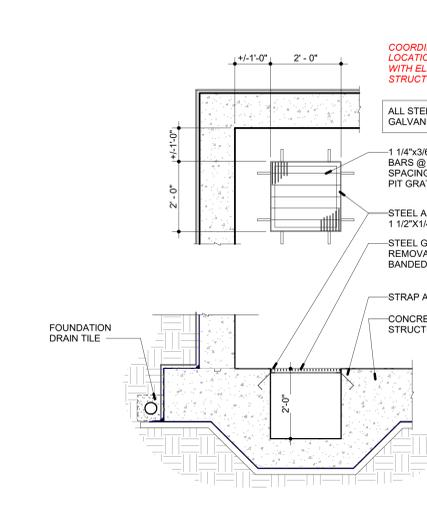 +/-1'-0"
2' - 0"
COORDI
LOCATIO
WITH EL
STRUCT
ALL STE
GALVAN
+/-1'-0"
2' - 0"
1 1/4"x3/
BARS @
SPACING
PIT GRA
STEEL A
1 1/2"X1/
STEEL G
REMOVA
BANDED
STRAP A
CONCRE
STRUCT
FOUNDATION
DRAIN TILE
2'-0"